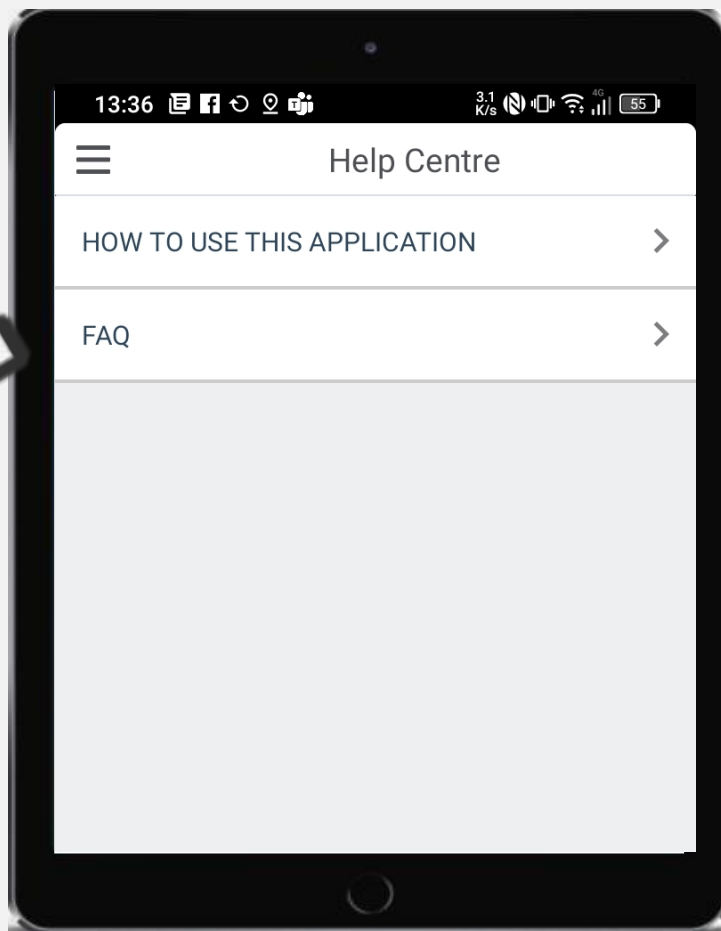 13:36
3.1
K/s
4G
55
Help Centre
HOW TO USE THIS APPLICATION
FAQ